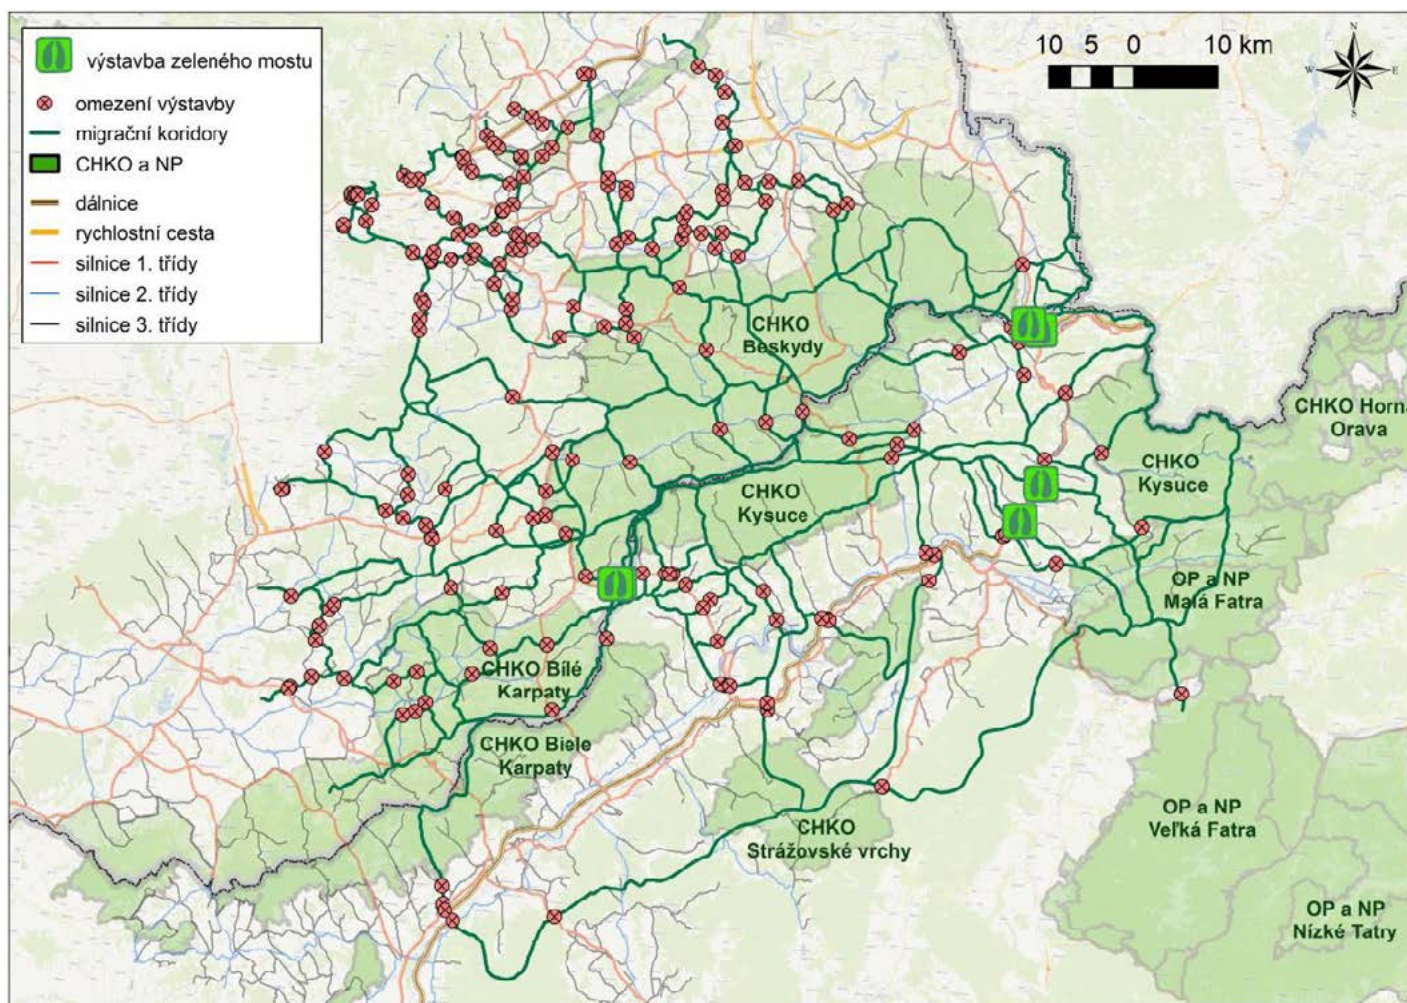 výstavba zeleného mostu
omezení výstavby
migrační koridory
CHKO a NP
dálnice
rychlostní cesta
silnice 1. třídy
silnice 2. třídy
silnice 3. třídy
10 5 0 10 km
N
W E
S
CHKO
Beskydy
CHKO Horn
Orava
CHKO
Kysuce
CHKO
Kysuce
OP a NP
Malá Fatra
CHKO Bílé
Karpaty
CHKO Biele
Karpaty
CHKO
Strážovské vrchy
OP a NP
Veľká Fatra
OP a NP
Nízké Tatry